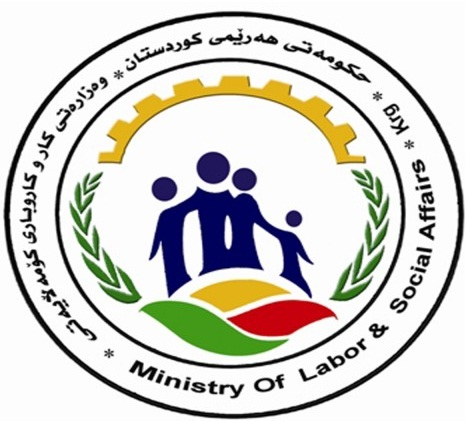 حکومەتی هەرێمی کوردستان * وەزارەتی کار و کاروباری کۆمەڵایەتی *
Ministry Of Labor & Social Affairs * Krg *